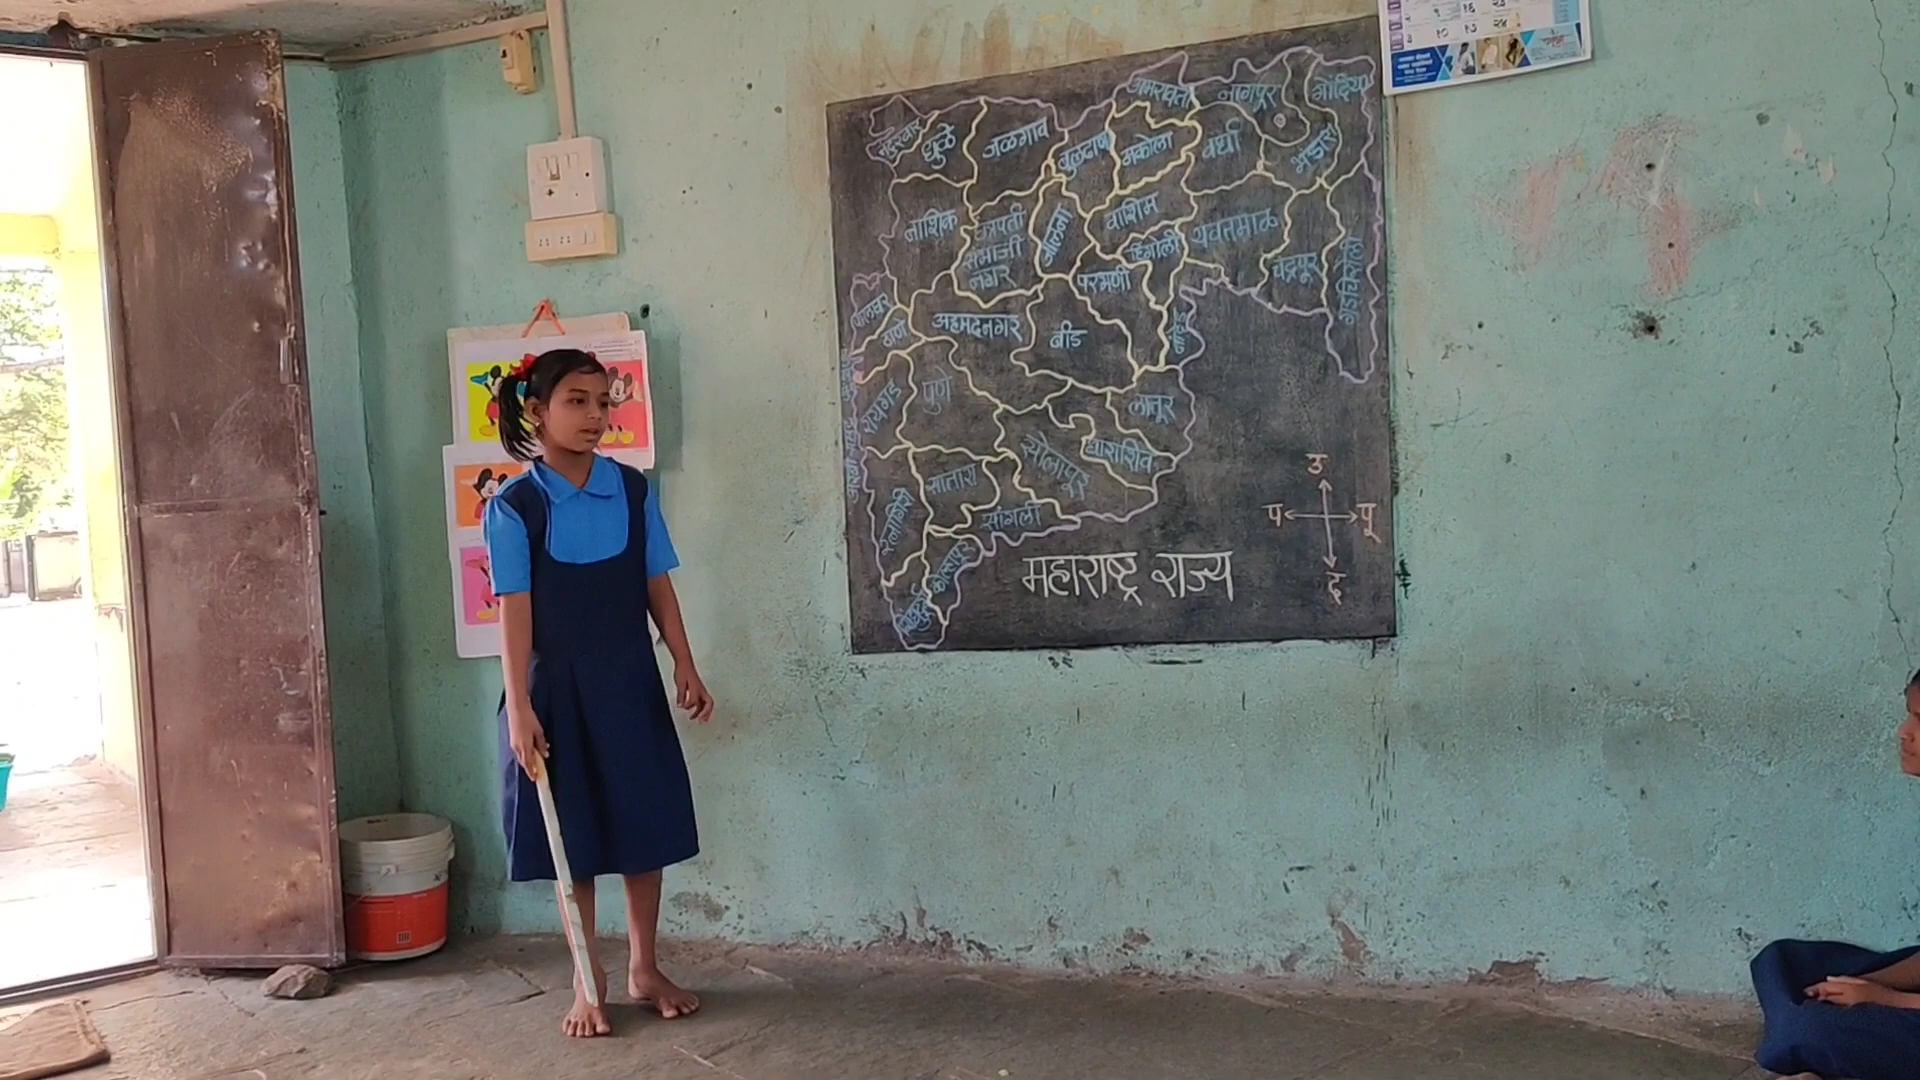 अमरावती
नागपूर
गोंदिया
नंदुरबार
धुळे
जळगाव
बुलढाणा
अकोला
वर्धा
भंडारा
नाशिक
छत्रपती
संभाजी
नगर
जालना
वाशिम
हिंगोली
यवतमाळ
चंद्रपूर
गडचिरोली
परभणी
पालघर
ठाणे
अहमदनगर
बीड
नांदेड
रायगड
पुणे
लातूर
सोलापूर
धाराशिव
सातारा
रत्नागिरी
सांगली
कोल्हापूर
सिंधुदुर्ग
महाराष्ट्र राज्य
उ
प पू
द